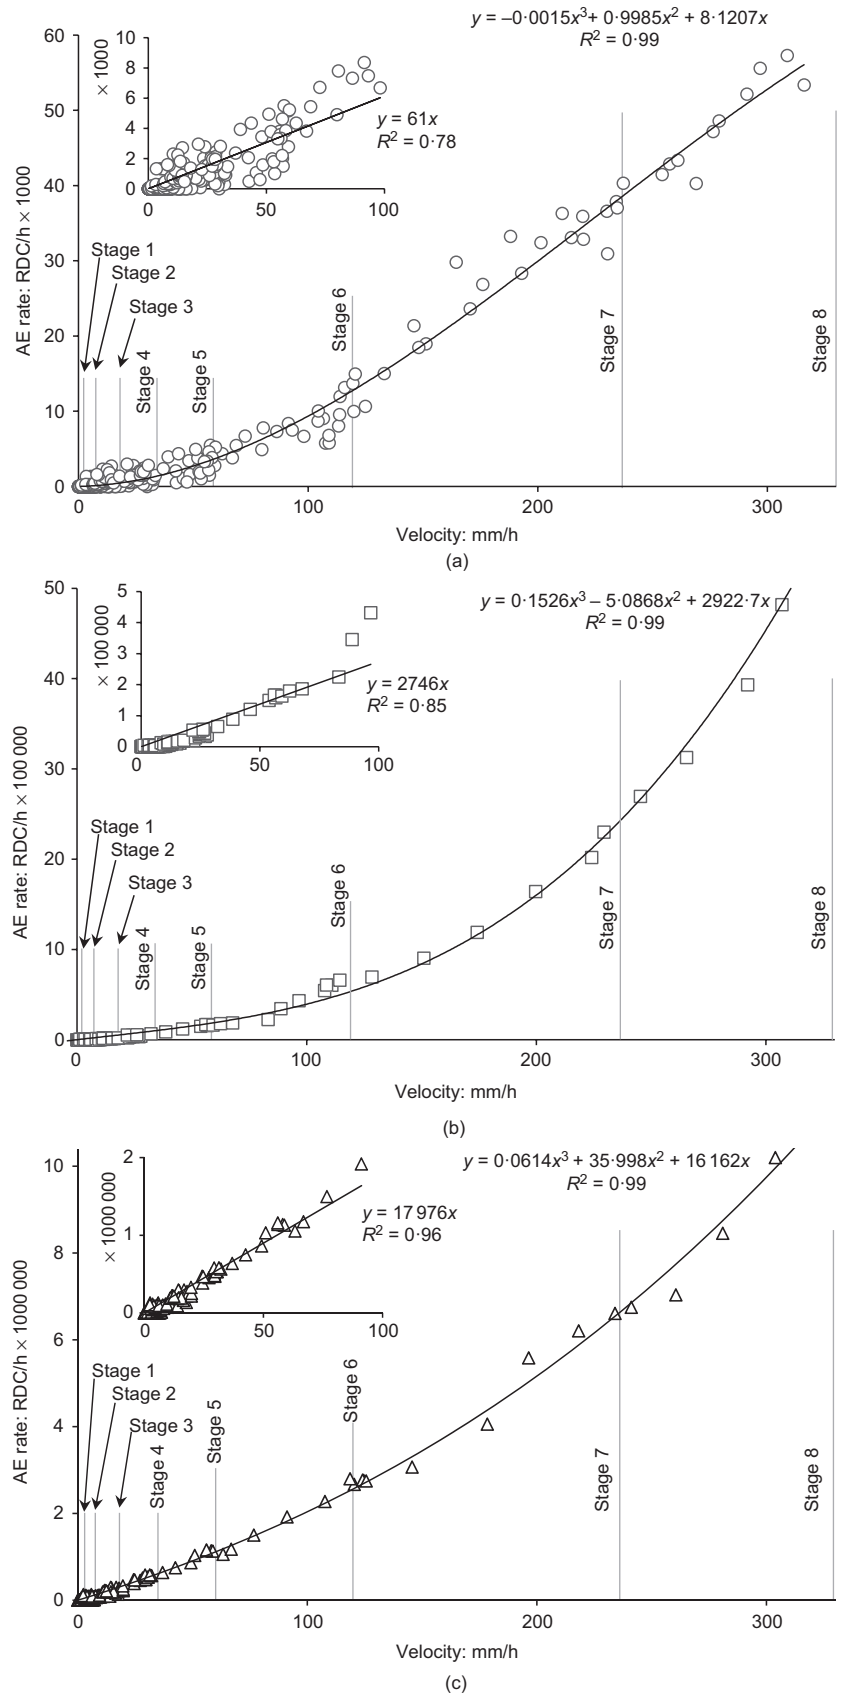 y = –0·0015x³+ 0·9985x² + 8·1207x
R² = 0·99
60
50
40
30
20
10
0
AE rate: RDC/h × 1000
10
8
6
4
2
0
× 1000
y = 61x
R² = 0·78
0 50 100
Stage 1
Stage 2
Stage 3
Stage 4
Stage 5
Stage 6
Stage 7
Stage 8
0 100 200 300
Velocity: mm/h
(a)
y = 0·1526x³ – 5·0868x² + 2922·7x
R² = 0·99
50
40
30
20
10
0
AE rate: RDC/h × 100 000
5
4
3
2
1
0
× 100 000
y = 2746x
R² = 0·85
0 50 100
Stage 1
Stage 2
Stage 3
Stage 4
Stage 5
Stage 6
Stage 7
Stage 8
0 100 200 300
Velocity: mm/h
(b)
y = 0·0614x³ + 35·998x² + 16 162x
R² = 0·99
10
8
6
4
2
0
AE rate: RDC/h × 1000 000
2
1
0
× 1000 000
y = 17 976x
R² = 0·96
0 50 100
Stage 1
Stage 2
Stage 3
Stage 4
Stage 5
Stage 6
Stage 7
Stage 8
0 100 200 300
Velocity: mm/h
(c)